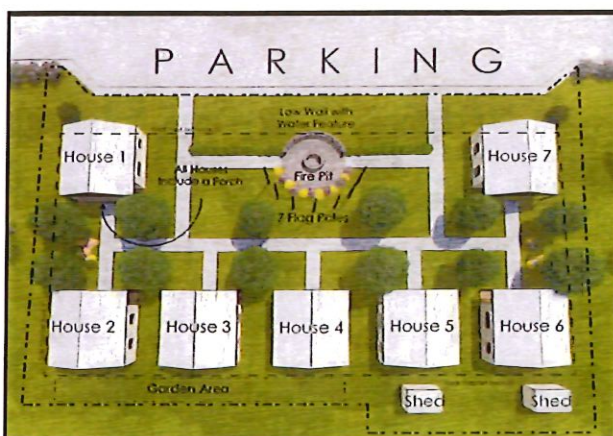 PARKING
Low Wall with
Water Feature
House 1
House 7
All Houses
Include a Porch
Fire Pit
7 Flag Plates
House 2
House 3
House 4
House 5
House 6
Garden Area
Shed
Shed